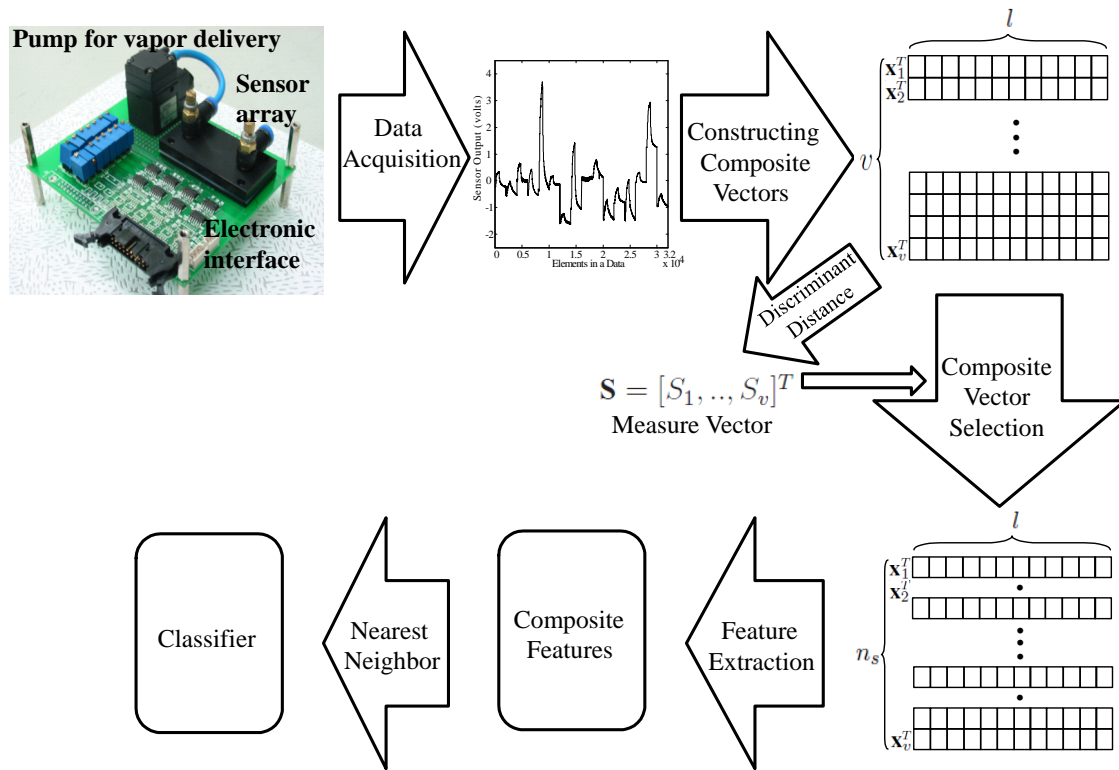 Pump for vapor delivery
Sensor
array
Electronic
interface
Data
Acquisition
Sensor Output (volts)
4
3
2
1
0
-1
-2
0 0.5 0.1 1.5 2.0 2.5 3.0 3.2
Elements in a Data
x 10^4
Constructing
Composite
Vectors
l
v
x_1^T
x_2^T
x_v^T
Discriminant
Distance
S = [S_1, .., S_v]^T
Measure Vector
Composite
Vector
Selection
l
n_s
x_1^T
x_2^T
x_v^T
Feature
Extraction
Composite
Features
Nearest
Neighbor
Classifier